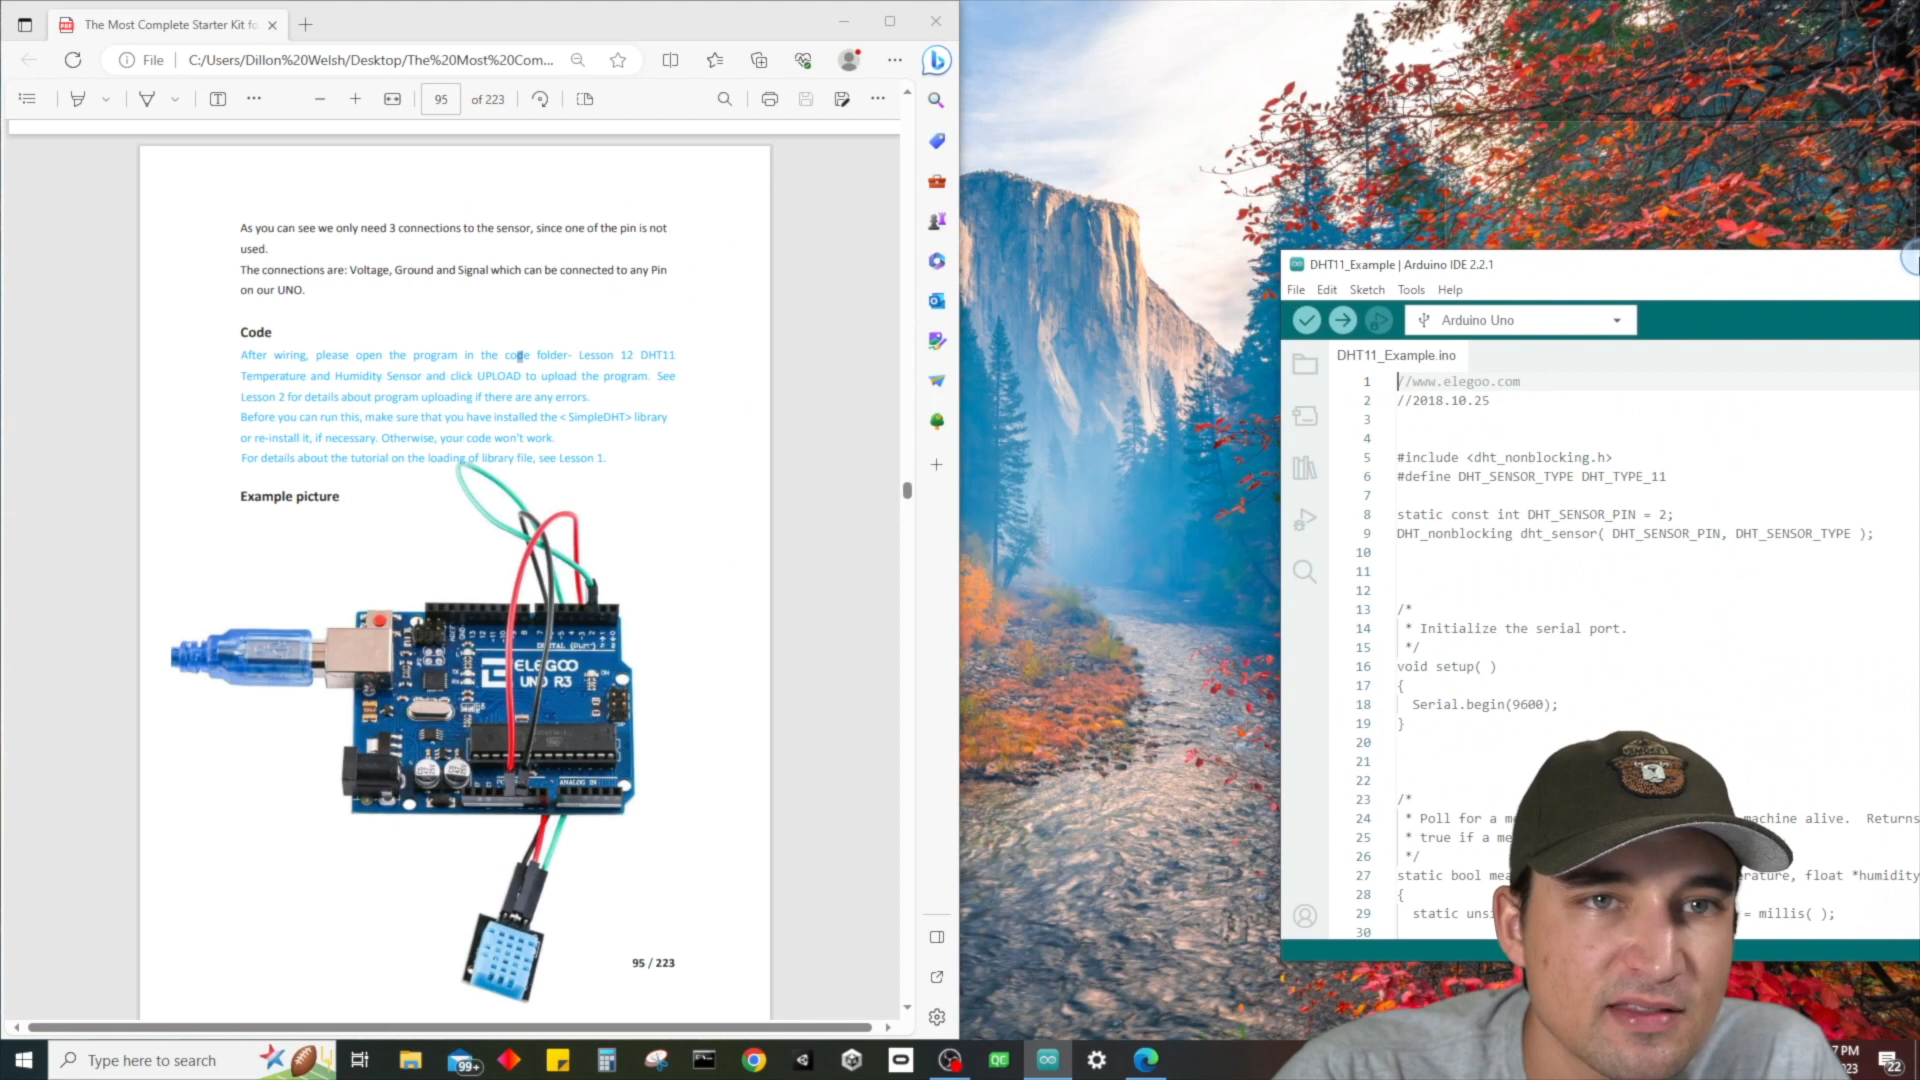 The Most Complete Starter Kit fo
File
C:/Users/Dillon%20Welsh/Desktop/The%20Most%20Com...
95 of 223
As you can see we only need 3 connections to the sensor, since one of the pin is not
used.
The connections are: Voltage, Ground and Signal which can be connected to any Pin
on our UNO.
Code
After wiring, please open the program in the code folder- Lesson 12 DHT11
Temperature and Humidity Sensor and click UPLOAD to upload the program. See
Lesson 2 for details about program uploading if there are any errors.
Before you can run this, make sure that you have installed the < SimpleDHT> library
or re-install it, if necessary. Otherwise, your code won't work.
For details about the tutorial on the loading of library file, see Lesson 1.
Example picture
ELEGOO
UNO R3
ANALOG IN
95 / 223
DHT11_Example | Arduino IDE 2.2.1
File Edit Sketch Tools Help
Arduino Uno
DHT11_Example.ino
1 //www.elegoo.com
2 //2018.10.25
3
4
5 #include <dht_nonblocking.h>
6 #define DHT_SENSOR_TYPE DHT_TYPE_11
7
8 static const int DHT_SENSOR_PIN = 2;
9 DHT_nonblocking dht_sensor( DHT_SENSOR_PIN, DHT_SENSOR_TYPE );
10
11
12
13 /*
14 * Initialize the serial port.
15 */
16 void setup( )
17 {
18 Serial.begin(9600);
19 }
20
21
22
23 /*
24 * Poll for a machine alive. Returns
25 * true if a
26 */
27 static bool float *humidity
28 {
29 static = millis( );
30
Type here to search
99+
QC
22